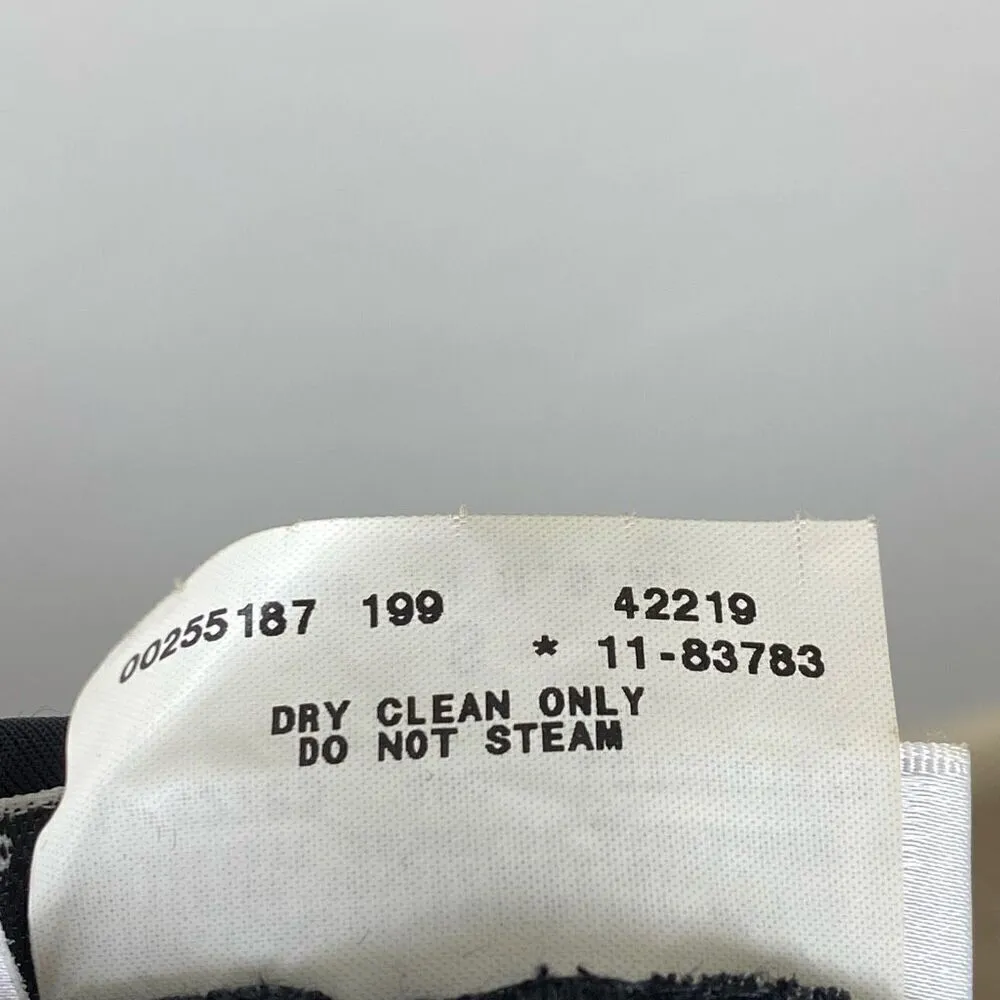 00255187 199 42219
* 11-83783
DRY CLEAN ONLY
DO NOT STEAM